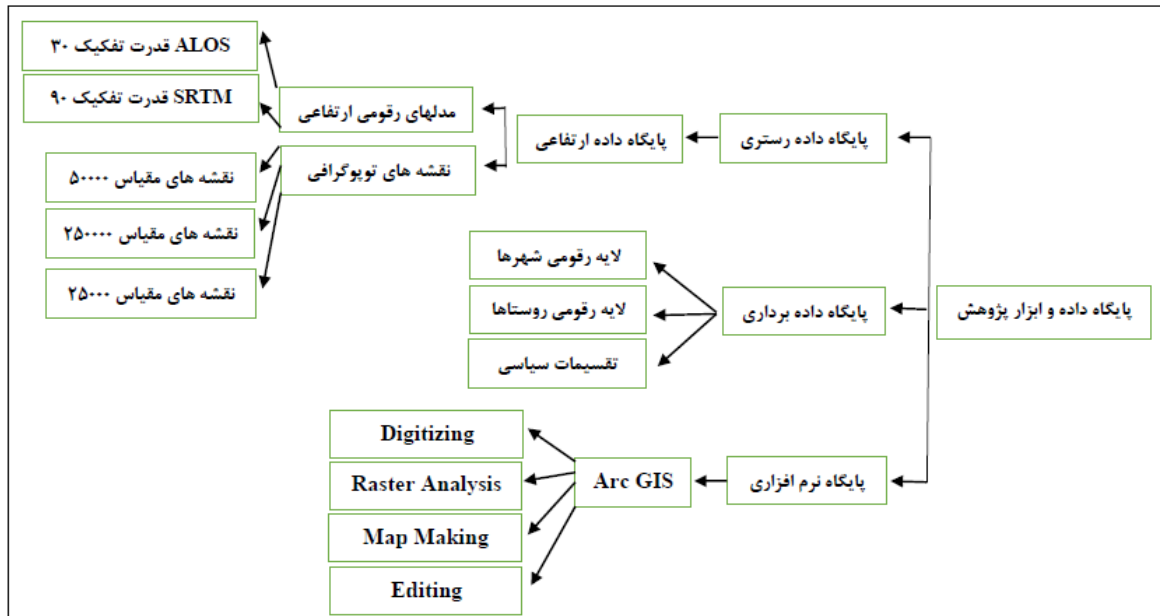 پایگاه داده و ابزار پژوهش
پایگاه داده رستری
پایگاه داده ارتفاعی
مدلهای رقومی ارتفاعی
ALOS قدرت تفکیک ۳۰
SRTM قدرت تفکیک ۹۰
نقشه های توپوگرافی
نقشه های مقیاس ۵۰۰۰۰
نقشه های مقیاس ۲۵۰۰۰۰
نقشه های مقیاس ۲۵۰۰۰
پایگاه داده برداری
لایه رقومی شهرها
لایه رقومی روستاها
تقسیمات سیاسی
پایگاه نرم افزاری
Arc GIS
Digitizing
Raster Analysis
Map Making
Editing